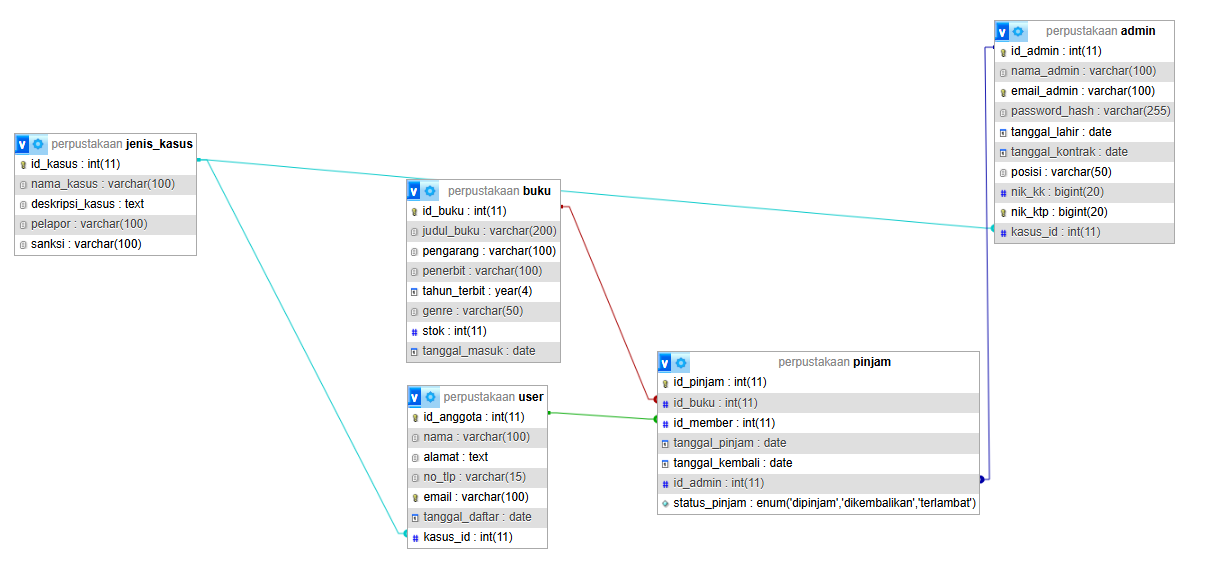 perpustakaan jenis_kasus
id_kasus : int(11)
nama_kasus : varchar(100)
deskripsi_kasus : text
pelapor : varchar(100)
sanksi : varchar(100)
perpustakaan buku
id_buku : int(11)
judul_buku : varchar(200)
pengarang : varchar(100)
penerbit : varchar(100)
tahun_terbit : year(4)
genre : varchar(50)
stok : int(11)
tanggal_masuk : date
perpustakaan user
id_anggota : int(11)
nama : varchar(100)
alamat : text
no_tlp : varchar(15)
email : varchar(100)
tanggal_daftar : date
kasus_id : int(11)
perpustakaan pinjam
id_pinjam : int(11)
id_buku : int(11)
id_member : int(11)
tanggal_pinjam : date
tanggal_kembali : date
id_admin : int(11)
status_pinjam : enum('dipinjam','dikembalikan','terlambat')
perpustakaan admin
id_admin : int(11)
nama_admin : varchar(100)
email_admin : varchar(100)
password_hash : varchar(255)
tanggal_lahir : date
tanggal_kontrak : date
posisi : varchar(50)
nik_kk : bigint(20)
nik_ktp : bigint(20)
kasus_id : int(11)